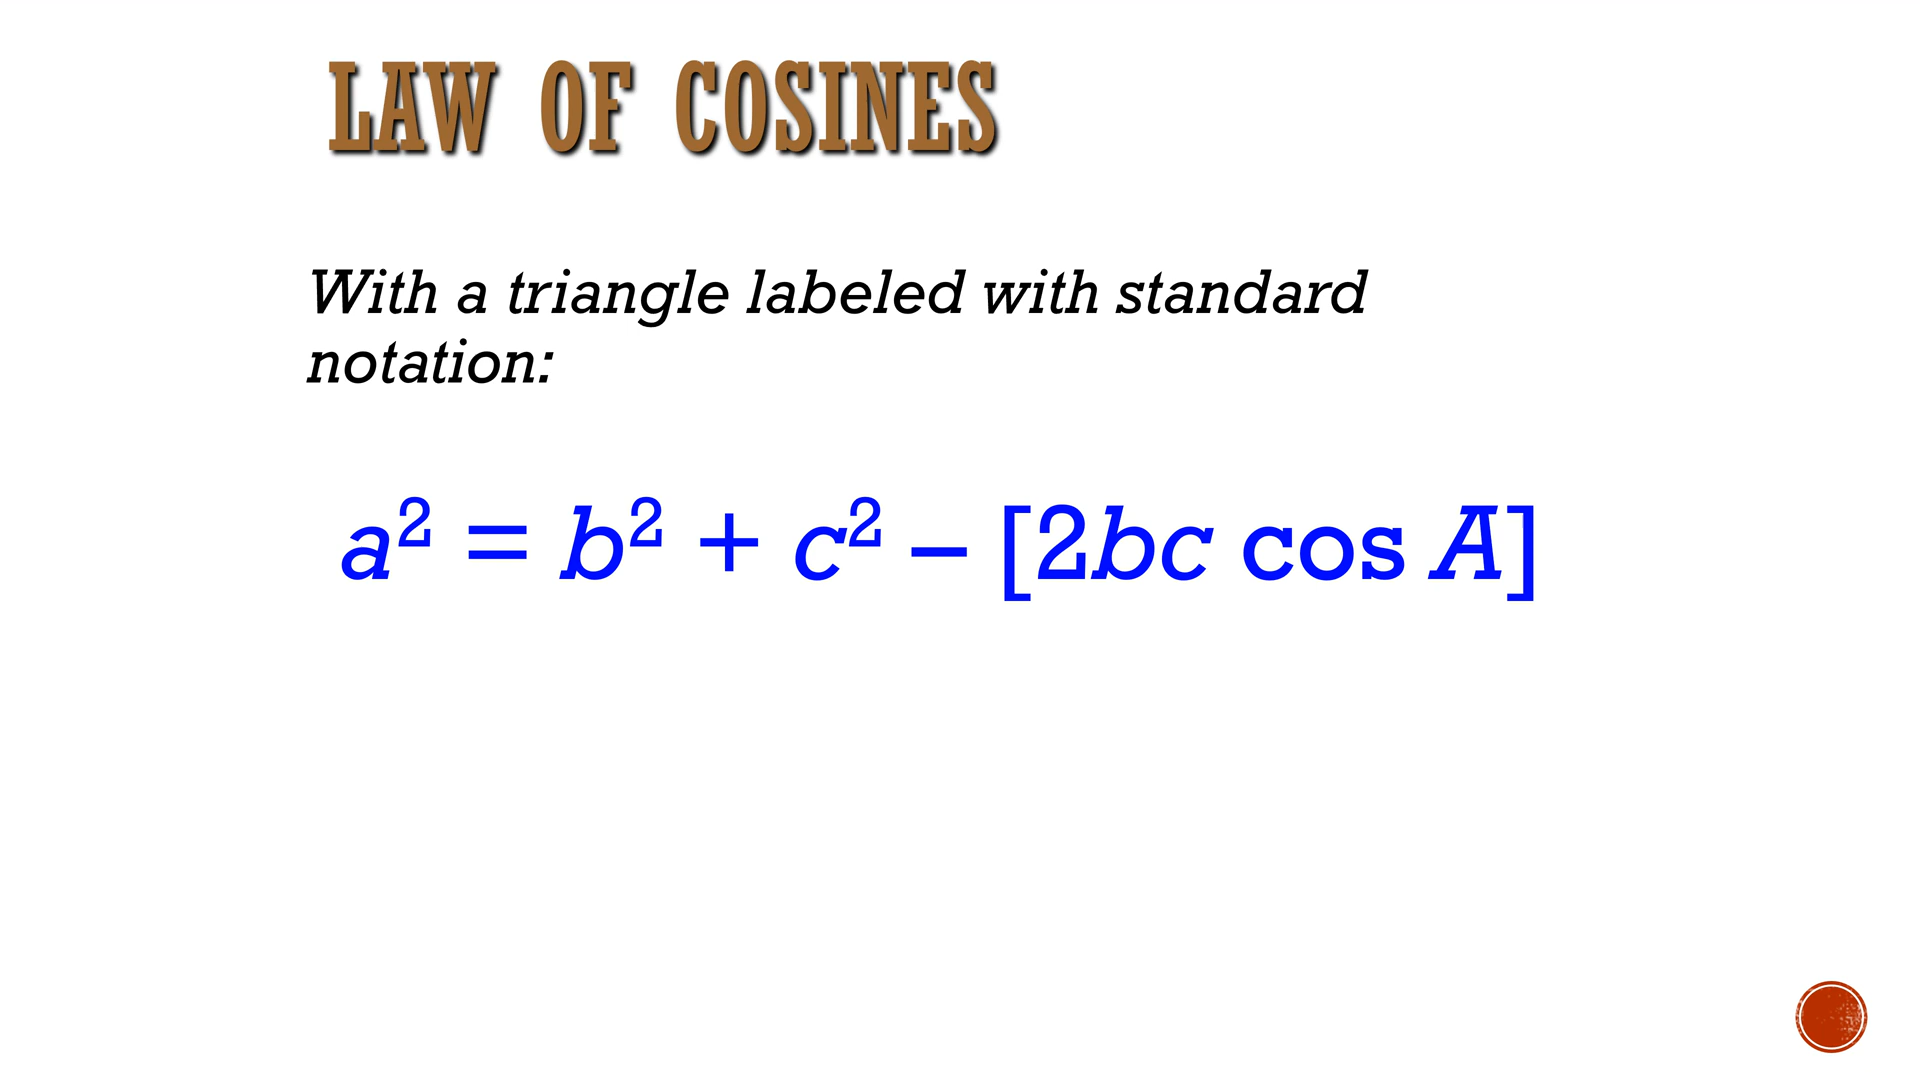 LAW OF COSINES
With a triangle labeled with standard
notation:
a² = b² + c² – [2bc cos A]